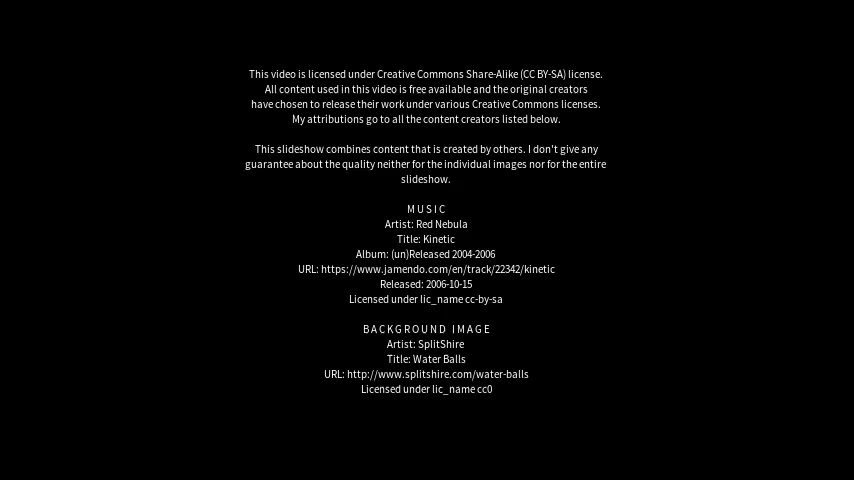 This video is licensed under Creative Commons Share-Alike (CC BY-SA) license.
All content used in this video is free available and the original creators
have chosen to release their work under various Creative Commons licenses.
My attributions go to all the content creators listed below.
This slideshow combines content that is created by others. I don't give any
guarantee about the quality neither for the individual images nor for the entire
slideshow.
MUSIC
Artist: Red Nebula
Title: Kinetic
Album: (un)Released 2004-2006
URL: https://www.jamendo.com/en/track/22342/kinetic
Released: 2006-10-15
Licensed under lic_name cc-by-sa
BACKGROUND IMAGE
Artist: SplitShire
Title: Water Balls
URL: http://www.splitshire.com/water-balls
Licensed under lic_name cc0